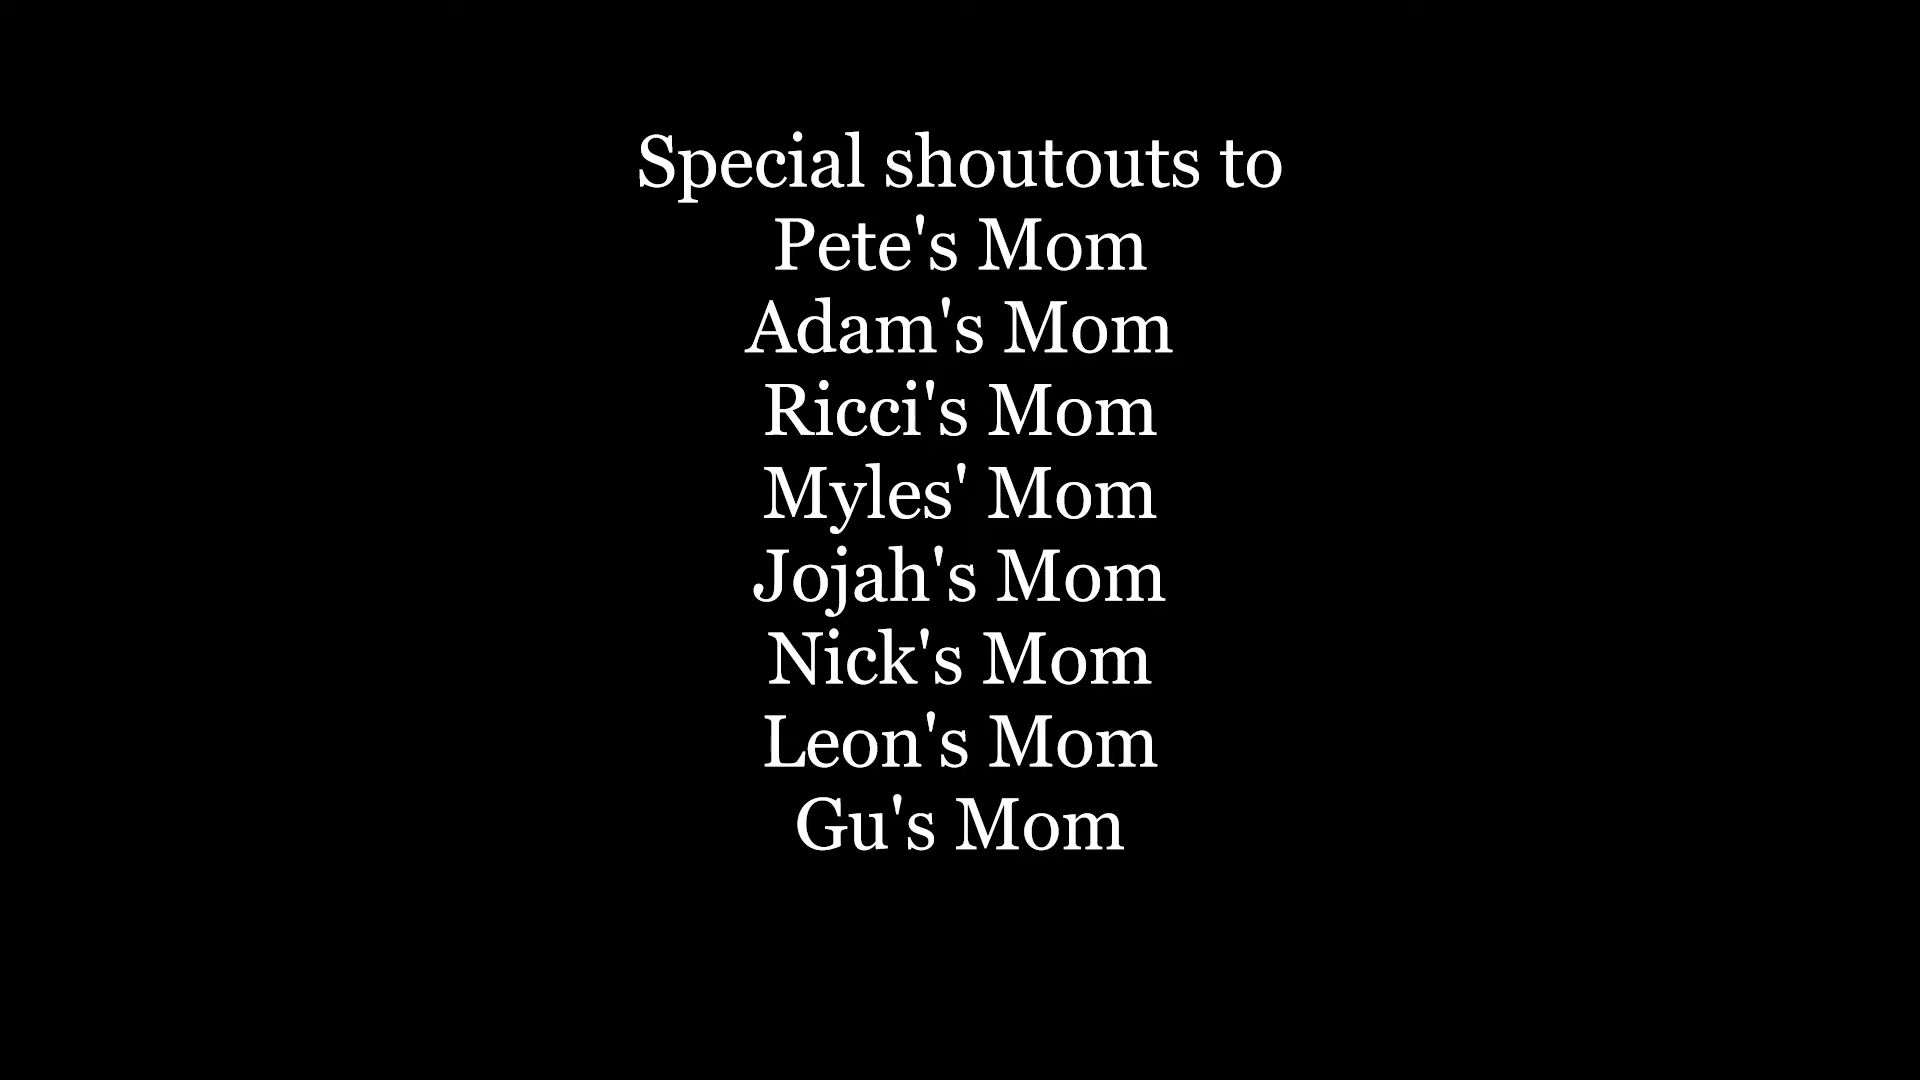 Special shoutouts to
Pete's Mom
Adam's Mom
Ricci's Mom
Myles' Mom
Jojah's Mom
Nick's Mom
Leon's Mom
Gu's Mom